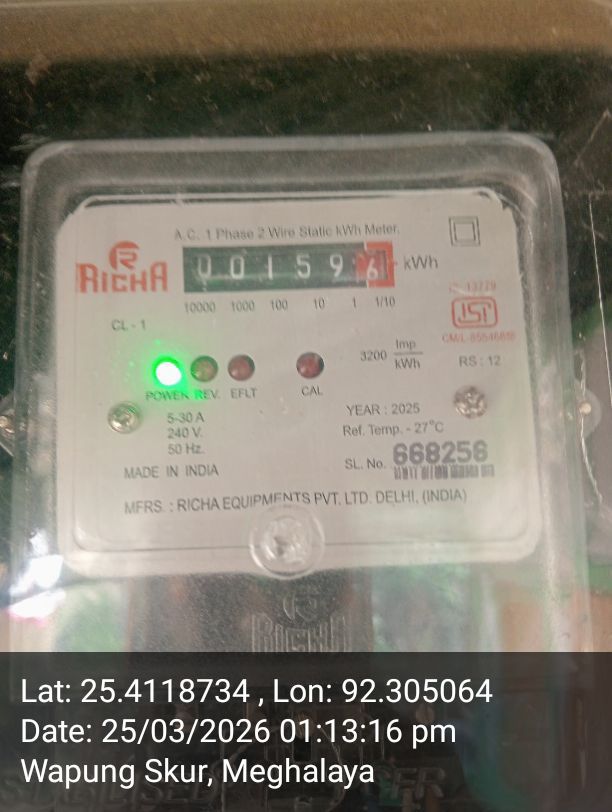 A.C. 1 Phase 2 Wire Static kWh Meter.
RICHA
0 0 1 5 9 6 kWh
10000 1000 100 10 1 1/10
CL - 1
3200 Imp/kWh
RS : 12
POWER REV. EFLT CAL
5-30 A
240 V.
50 Hz.
YEAR : 2025
Ref. Temp. - 27°C
SL. No. 668256
MADE IN INDIA
MFRS. : RICHA EQUIPMENTS PVT. LTD. DELHI. (INDIA)
RICHA
Lat: 25.4118734 , Lon: 92.305064
Date: 25/03/2026 01:13:16 pm
Wapung Skur, Meghalaya